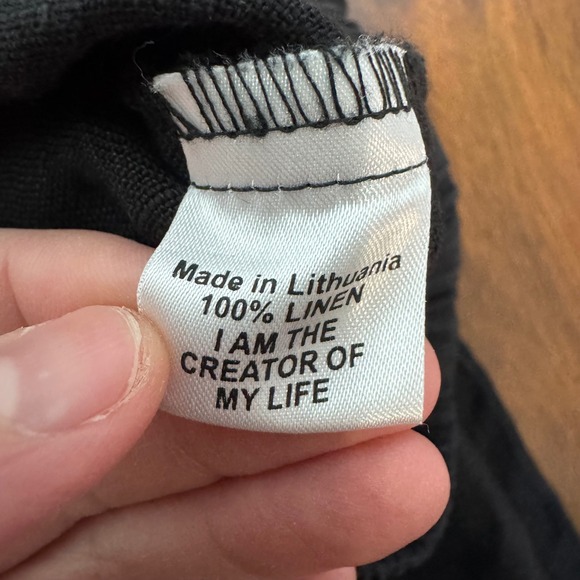 Made in Lithuania
100% LINEN
I AM THE
CREATOR OF
MY LIFE